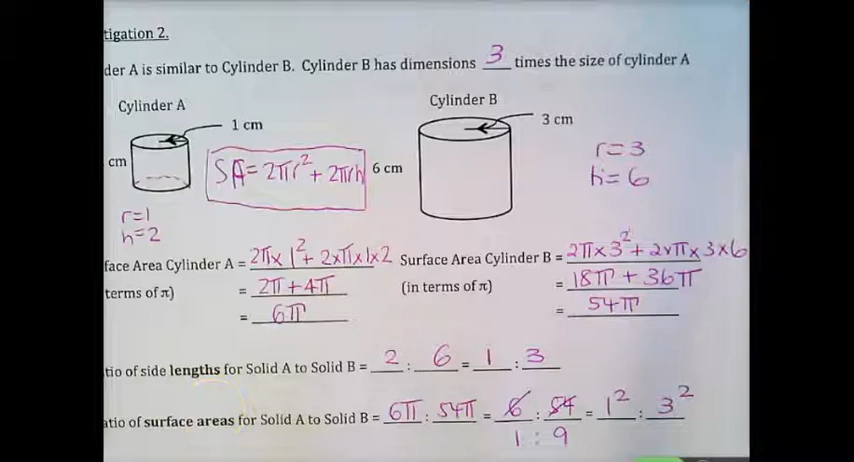 tigation 2.
der A is similar to Cylinder B. Cylinder B has dimensions 3 times the size of cylinder A
Cylinder A
Cylinder B
1 cm
3 cm
cm
SA=2πr²+2πrh
6 cm
r=3
h=6
r=1
h=2
face Area Cylinder A = 2π×1²+2×π×1×2
Surface Area Cylinder B = 2π×3²+2×π×3×6
terms of π)
= 2π+4π
(in terms of π)
= 18π+36π
= 6π
= 54π
tio of side lengths for Solid A to Solid B = 2 : 6 = 1 : 3
atio of surface areas for Solid A to Solid B = 6π : 54π = 6 : 54 = 1² : 3²
1 : 9